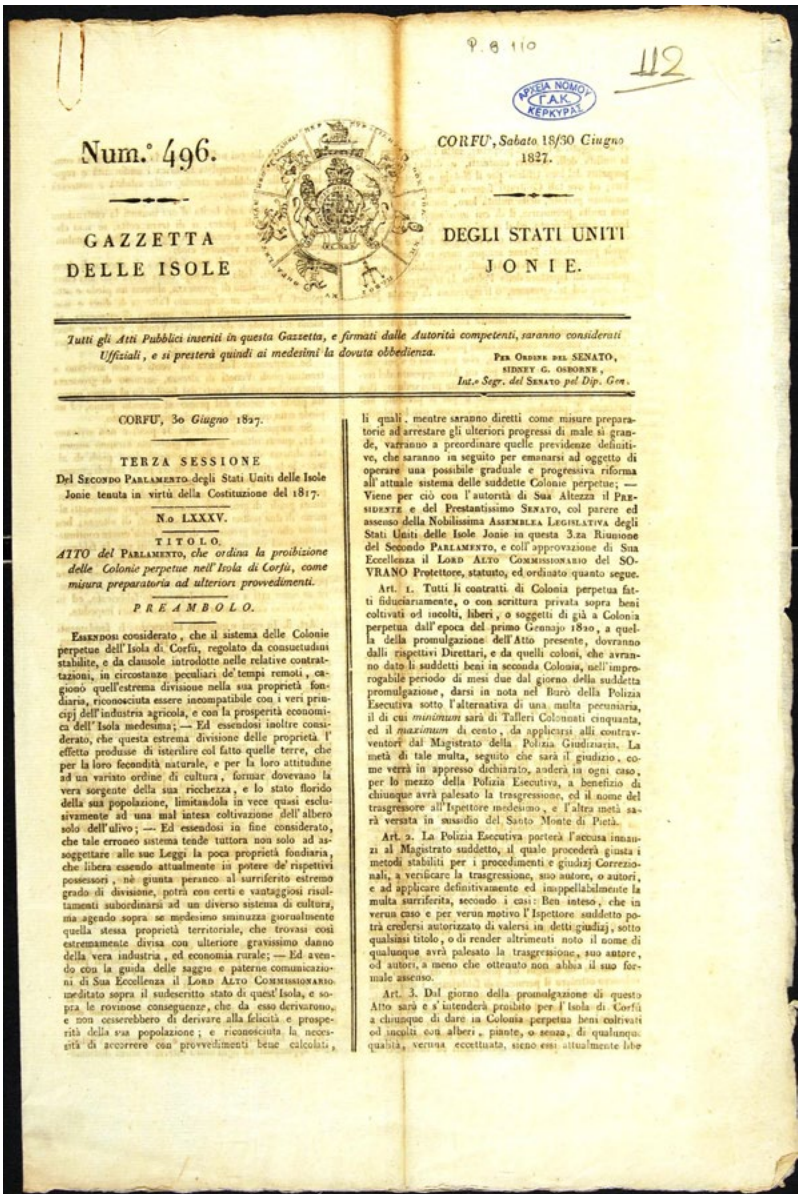 P. 8 110
112
ΑΡΧΕΙΑ ΝΟΜΟΥ
Γ.Α.Κ.
ΚΕΡΚΥΡΑΣ
Num.° 496.
CORFU', Sabato 18/30 Giugno
1827.
GAZZETTA
DELLE ISOLE
DEGLI STATI UNITI
JONIE.
Tutti gli Atti Pubblici inseriti in questa Gazzetta, e firmati dalle Autorità competenti, saranno considerati
Uffiziali, e si presterà quindi ai medesimi la dovuta obbedienza.
PER ORDINE DEL SENATO,
SIDNEY G. OSBORNE,
Int.o Segr. del SENATO pel Dip. Gen.
CORFU', 30 Giugno 1827.
TERZA SESSIONE
Del SECONDO PARLAMENTO degli Stati Uniti delle Isole
Jonie tenuta in virtù della Costituzione del 1817.
N.o LXXXV.
TITOLO.
ATTO del PARLAMENTO, che ordina la proibizione
delle Colonie perpetue nell'Isola di Corfù, come
misura preparatoria ad ulteriori provvedimenti.
PREAMBOLO.
ESSENDOSI considerato, che il sistema delle Colonie
perpetue dell'Isola di Corfù, regolato da consuetudini
stabilite, e da clausole introdotte nelle relative contrat-
tazioni, in circostanze peculiari de' tempi remoti, ca-
gionò quell'estrema divisione nella sua proprietà fon-
diaria, riconosciuta essere incompatibile con i veri prin-
cipj dell'industria agricola, e con la prosperità economi-
ca dell'Isola medesima; — Ed essendosi inoltre consi-
derato, che questa estrema divisione delle proprietà l'
effetto produsse di isterilire col fatto quelle terre, che
per la loro fecondità naturale, e per la loro attitudine
ad un variato ordine di cultura, formar dovevano la
vera sorgente della sua ricchezza, e lo stato florido
della sua popolazione, limitandola in vece quasi esclu-
sivamente ad una mal intesa coltivazione dell'albero
solo dell'ulivo; — Ed essendosi in fine considerato,
che tale erroneo sistema tende tuttora non solo ad as-
soggettare alle sue Leggi la poca proprietà fondiaria,
che libera essendo attualmente in potere de' rispettivi
possessori, nè giunta peranco al surriferito estremo
grado di divisione, potrà con certi e vantaggiosi risul-
tamenti subordinarsi ad un diverso sistema di cultura,
ma agendo sopra se medesimo sminuzza giornalmente
quella stessa proprietà territoriale, che trovasi così
estremamente divisa con ulteriore gravissimo danno
della vera industria, ed economia rurale; — Ed aven-
do con la guida delle saggie e paterne comunicazio-
ni di Sua Eccellenza il LORD ALTO COMMISSIONARIO
meditato sopra il sudescritto stato di quest'Isola, e so-
pra le rovinose conseguenze, che da esso derivarono,
e non cesserebbero di derivare alla felicità e prospe-
rità della sua popolazione; e riconosciuta la neces-
sità di accorrere con provvedimenti bene calcolati,
li quali, mentre saranno diretti come misure prepara-
torie ad arrestare gli ulteriori progressi di male sì gran-
de, varranno a preordinare quelle previdenze definiti-
ve, che saranno in seguito per emanarsi ad oggetto di
operare una possibile graduale e progressiva riforma
all'attuale sistema delle suddette Colonie perpetue; —
Viene per ciò con l'autorità di Sua Altezza il PRE-
SIDENTE e del Prestantissimo SENATO, col parere ed
assenso della Nobilissima ASSEMBLEA LEGISLATIVA degli
Stati Uniti delle Isole Jonie in questa 3.za Riunione
del Secondo PARLAMENTO, e coll'approvazione di Sua
Eccellenza il LORD ALTO COMMISSIONARIO del SO-
VRANO Protettore, statuito, ed ordinato quanto segue.
Art. 1. Tutti li contratti di Colonia perpetua fat-
ti fiduciariamente, o con scrittura privata sopra beni
coltivati od incolti, liberi, o soggetti di già a Colonia
perpetua dall'epoca del primo Gennajo 1820, a quel-
la della promulgazione dell'Atto presente, dovranno
dalli rispettivi Direttari, e da quelli coloni, che avran-
no dato li suddetti beni in seconda Colonia, nell'impro-
rogabile periodo di mesi due dal giorno della suddetta
promulgazione, darsi in nota nel Burò della Polizia
Esecutiva sotto l'alternativa di una multa pecuniaria,
il di cui minimum sarà di Talleri Colonnati cinquanta,
ed il maximum di cento, da applicarsi alli contrav-
ventori dal Magistrato della Polizia Giudiziaria. La
metà di tale multa, seguito che sarà il giudizio, co-
me verrà in appresso dichiarato, anderà in ogni caso,
per lo mezzo della Polizia Esecutiva, a beneficio di
chiunque avrà palesato la trasgressione, ed il nome del
trasgressore all'Ispettore medesimo, e l'altra metà sa-
rà versata in sussidio del Santo Monte di Pietà.
Art. 2. La Polizia Esecutiva porterà l'accusa innan-
zi al Magistrato suddetto, il quale procederà giusta i
metodi stabiliti per i procedimenti e giudizj Correzio-
nali, a verificare la trasgressione, suo autore, o autori,
e ad applicare definitivamente ed inappellabilmente la
multa surriferita, secondo i casi: Ben inteso, che in
verun caso e per verun motivo l'Ispettore suddetto po-
trà credersi autorizzato di valersi in detti giudizj, sotto
qualsiasi titolo, o di render altrimenti noto il nome di
qualunque avrà palesato la trasgressione, suo autore,
od autori, a meno che ottenuto non abbia il suo for-
male assenso.
Art. 3. Dal giorno della promulgazione di questo
Atto sarà e s'intenderà proibito per l'Isola di Corfù
a chiunque di dare in Colonia perpetua beni coltivati
od incolti con alberi, piante, o senza, di qualunque
qualità, veruna eccettuata, sieno essi attualmente libe